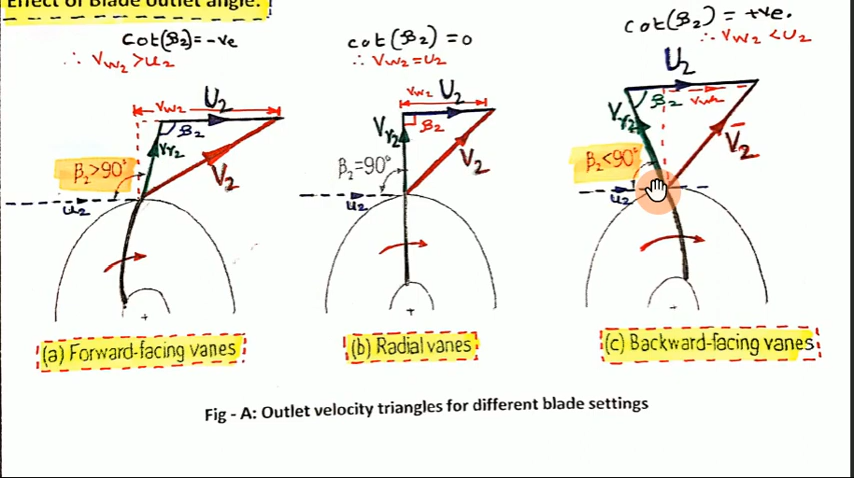 Effect of Blade outlet angle:
Cot(β2)=-ve
∴ Vw2>u2
cot(β2)=0
∴ Vw2=U2
cot(β2)=+ve.
∴ Vw2<U2
Vw2
U2
β2
Vr2
V2
β2>90°
u2
Vw2
U2
β2
Vr2
V2
β2=90°
u2
U2
β2
Vw2
Vr2
V2
β2<90°
u2
(a) Forward-facing vanes
(b) Radial vanes
(c) Backward-facing vanes
Fig - A: Outlet velocity triangles for different blade settings